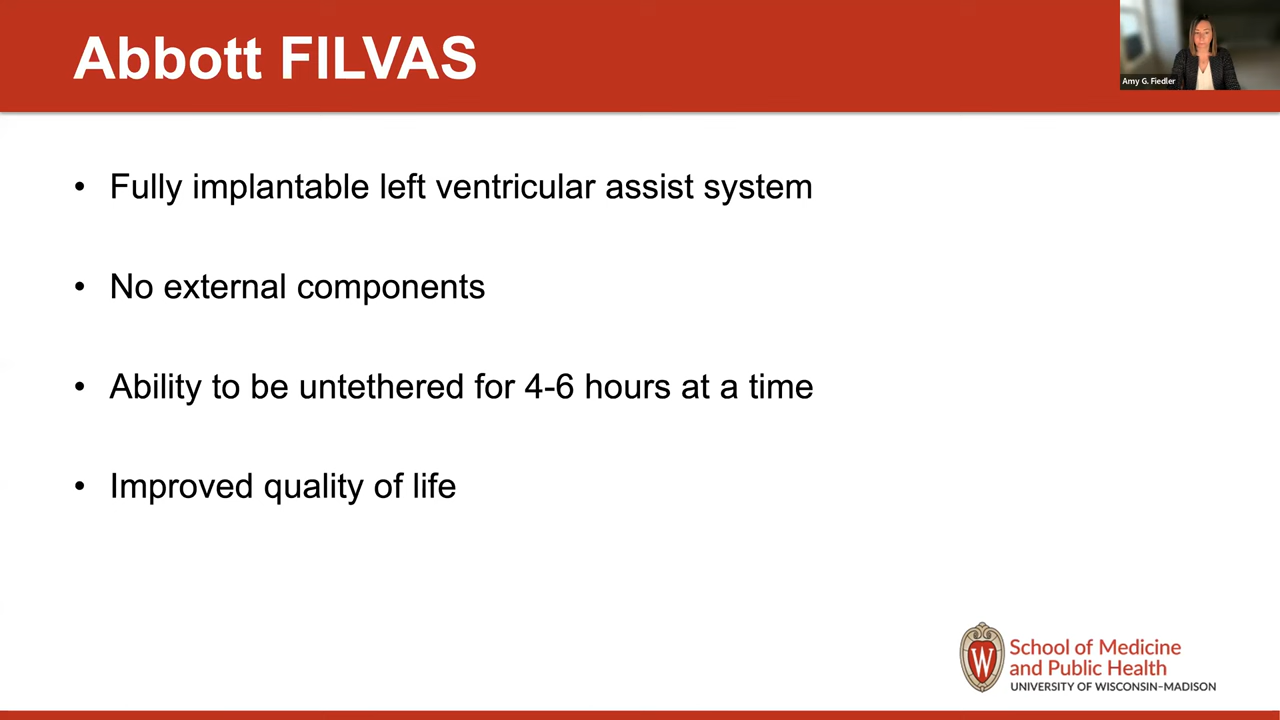 Abbott FILVAS
Amy G. Fiedler
• Fully implantable left ventricular assist system
• No external components
• Ability to be untethered for 4-6 hours at a time
• Improved quality of life
W
School of Medicine
and Public Health
UNIVERSITY OF WISCONSIN–MADISON